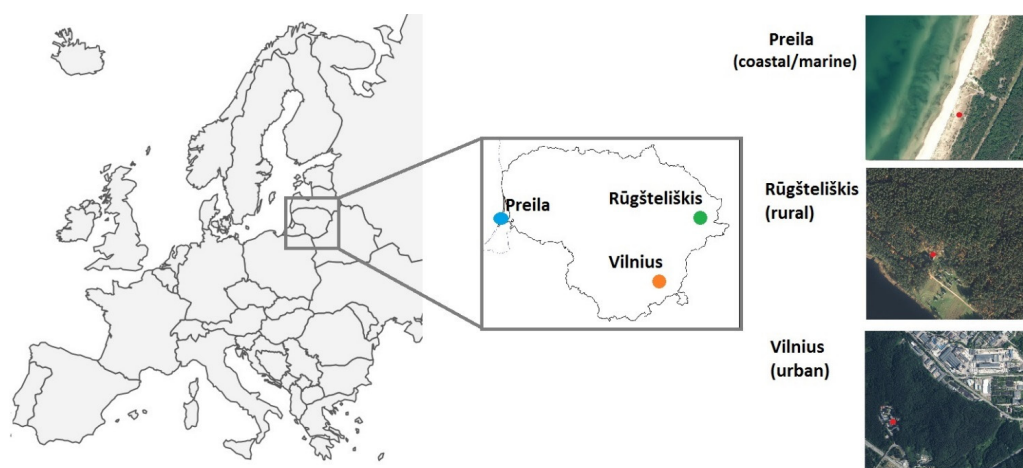 Preila
Rūgšteliškis
Vilnius
Preila
(coastal/marine)
Rūgšteliškis
(rural)
Vilnius
(urban)